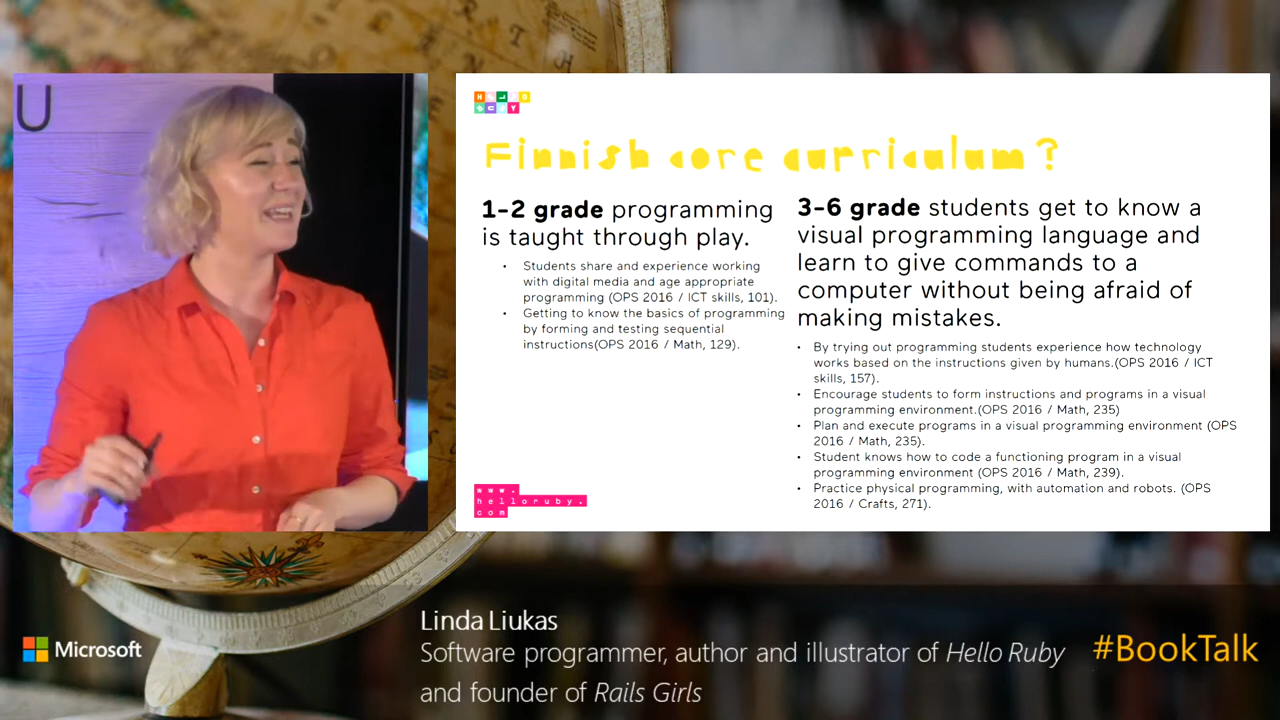 U
HELLO
RUBY
Finnish core curriculum?
1-2 grade programming
is taught through play.
• Students share and experience working
with digital media and age appropriate
programming (OPS 2016 / ICT skills, 101).
• Getting to know the basics of programming
by forming and testing sequential
instructions(OPS 2016 / Math, 129).
3-6 grade students get to know a
visual programming language and
learn to give commands to a
computer without being afraid of
making mistakes.
• By trying out programming students experience how technology
works based on the instructions given by humans.(OPS 2016 / ICT
skills, 157).
• Encourage students to form instructions and programs in a visual
programming environment.(OPS 2016 / Math, 235)
• Plan and execute programs in a visual programming environment (OPS
2016 / Math, 235).
• Student knows how to code a functioning program in a visual
programming environment (OPS 2016 / Math, 239).
• Practice physical programming, with automation and robots. (OPS
2016 / Crafts, 271).
www.
helloruby.
com
Microsoft
Linda Liukas
Software programmer, author and illustrator of Hello Ruby
and founder of Rails Girls
#BookTalk